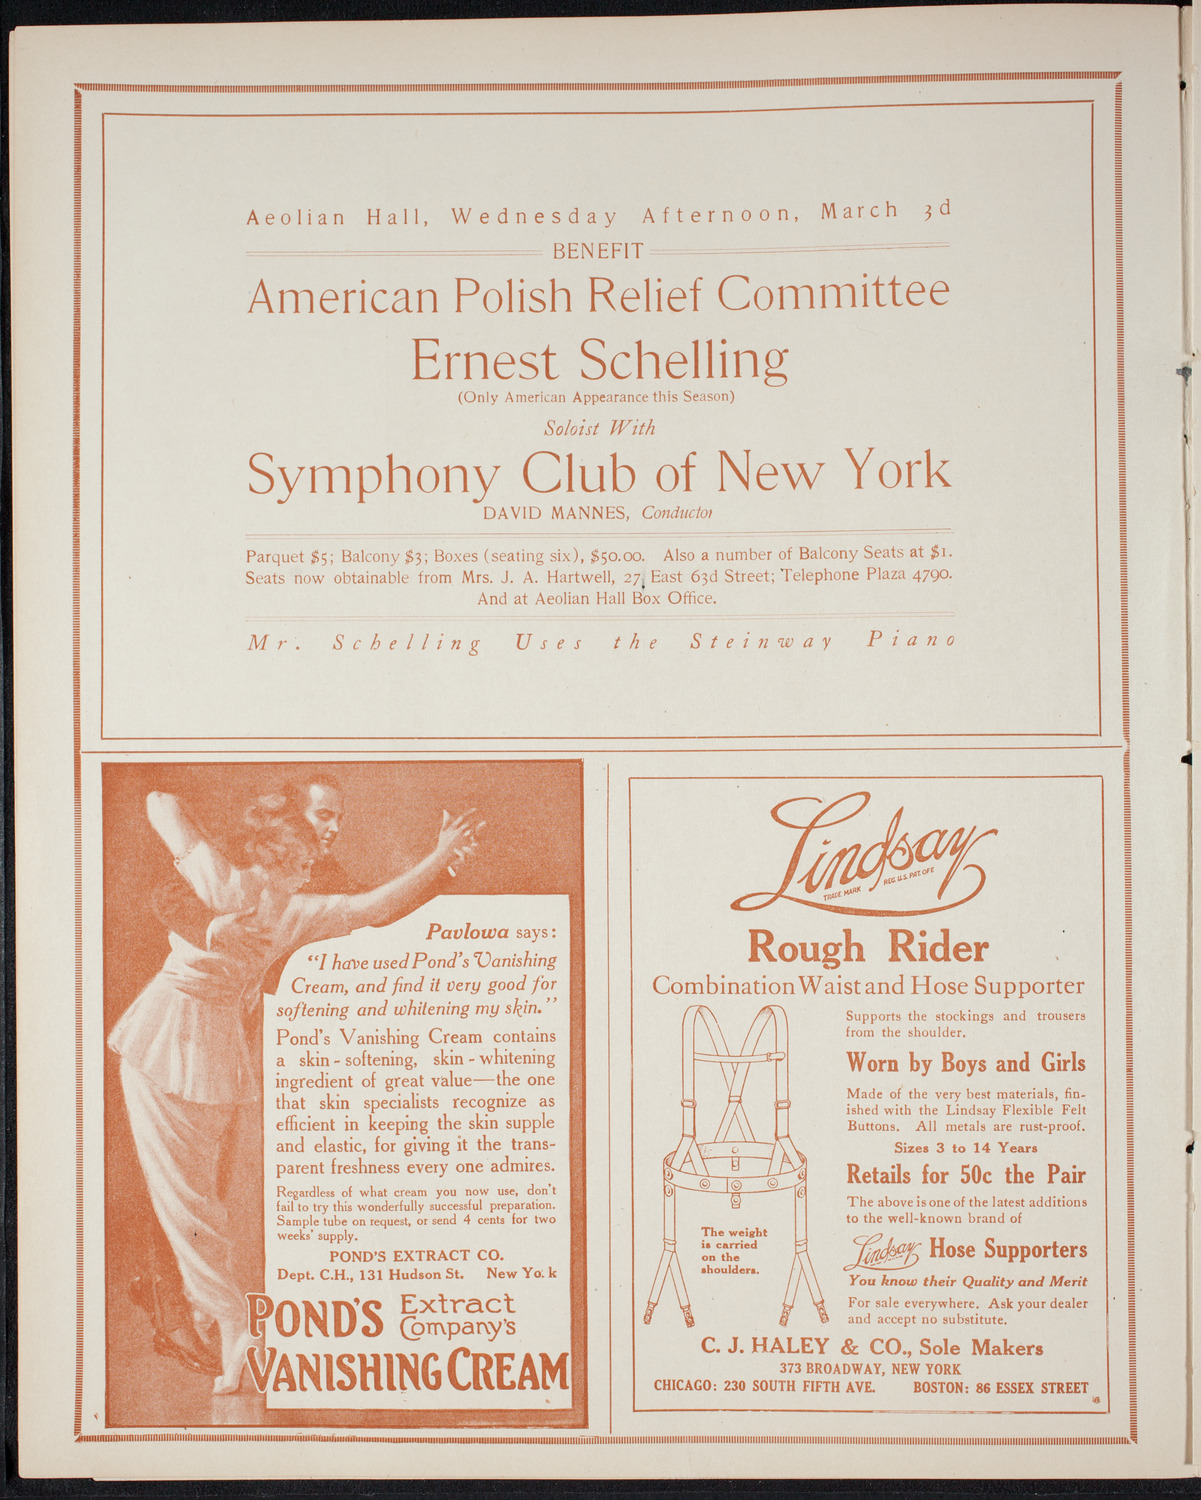 Aeolian Hall, Wednesday Afternoon, March 3d
BENEFIT
American Polish Relief Committee
Ernest Schelling
(Only American Appearance this Season)
Soloist With
Symphony Club of New York
DAVID MANNES, Conductor
Parquet $5; Balcony $3; Boxes (seating six), $50.00. Also a number of Balcony Seats at $1.
Seats now obtainable from Mrs. J. A. Hartwell, 27 East 63d Street; Telephone Plaza 4790.
And at Aeolian Hall Box Office.
Mr. Schelling Uses the Steinway Piano
Pavlowa says:
"I have used Pond's Vanishing
Cream, and find it very good for
softening and whitening my skin."
Pond's Vanishing Cream contains
a skin-softening, skin-whitening
ingredient of great value—the one
that skin specialists recognize as
efficient in keeping the skin supple
and elastic, for giving it the trans-
parent freshness every one admires.
Regardless of what cream you now use, don't
fail to try this wonderfully successful preparation.
Sample tube on request, or send 4 cents for two
weeks' supply.
POND'S EXTRACT CO.
Dept. C.H., 131 Hudson St. New York
POND'S Extract
Company's
VANISHING CREAM
Lindsay
TRADE MARK REG. U.S. PAT. OFF.
Rough Rider
Combination Waist and Hose Supporter
Supports the stockings and trousers
from the shoulder.
Worn by Boys and Girls
Made of the very best materials, fin-
ished with the Lindsay Flexible Felt
Buttons. All metals are rust-proof.
Sizes 3 to 14 Years
Retails for 50c the Pair
The above is one of the latest additions
to the well-known brand of
Lindsay Hose Supporters
You know their Quality and Merit
For sale everywhere. Ask your dealer
and accept no substitute.
The weight
is carried
on the
shoulders.
C. J. HALEY & CO., Sole Makers
373 BROADWAY, NEW YORK
CHICAGO: 230 SOUTH FIFTH AVE. BOSTON: 86 ESSEX STREET